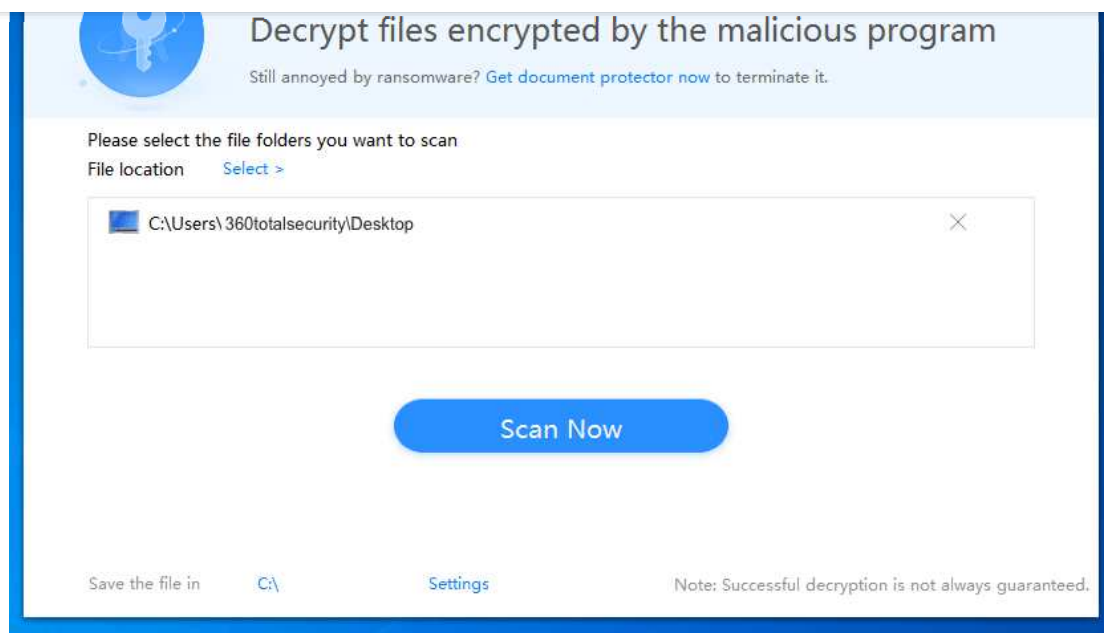 Decrypt files encrypted by the malicious program
Still annoyed by ransomware? Get document protector now to terminate it.
Please select the file folders you want to scan
File location Select >
C:\Users\ 360totalsecurity\Desktop
Scan Now
Save the file in C:\ Settings Note: Successful decryption is not always guaranteed.